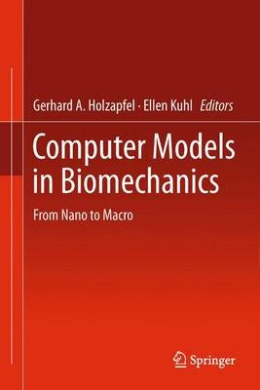 Gerhard A. Holzapfel · Ellen Kuhl Editors
Computer Models
in Biomechanics
From Nano to Macro
Springer